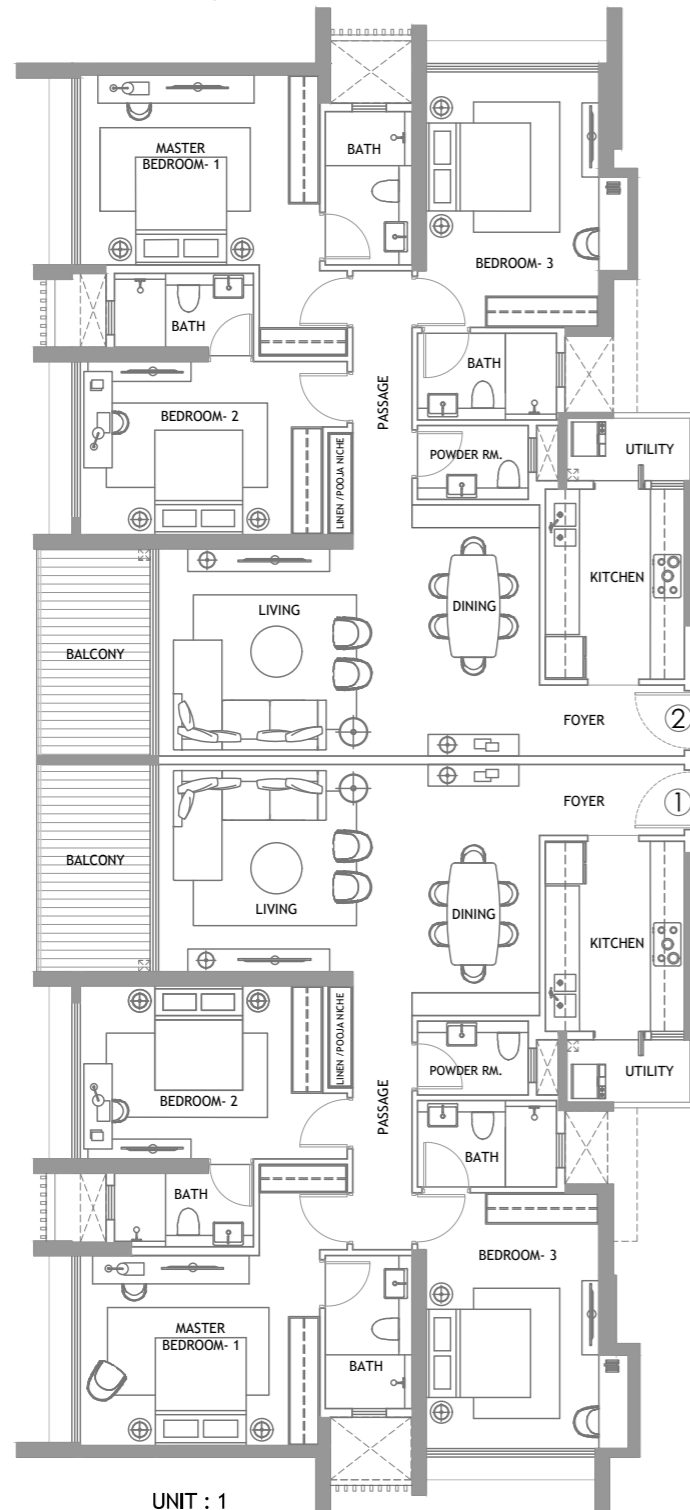 MASTER
BEDROOM- 1
BATH
BEDROOM- 3
BATH
BATH
BEDROOM- 2
PASSAGE
LINEN /POOJA NICHE
POWDER RM.
UTILITY
KITCHEN
LIVING
DINING
BALCONY
FOYER
2
FOYER
1
BALCONY
LIVING
DINING
KITCHEN
BEDROOM- 2
LINEN /POOJA NICHE
PASSAGE
POWDER RM.
UTILITY
BATH
BATH
BEDROOM- 3
MASTER
BEDROOM- 1
BATH
UNIT : 1